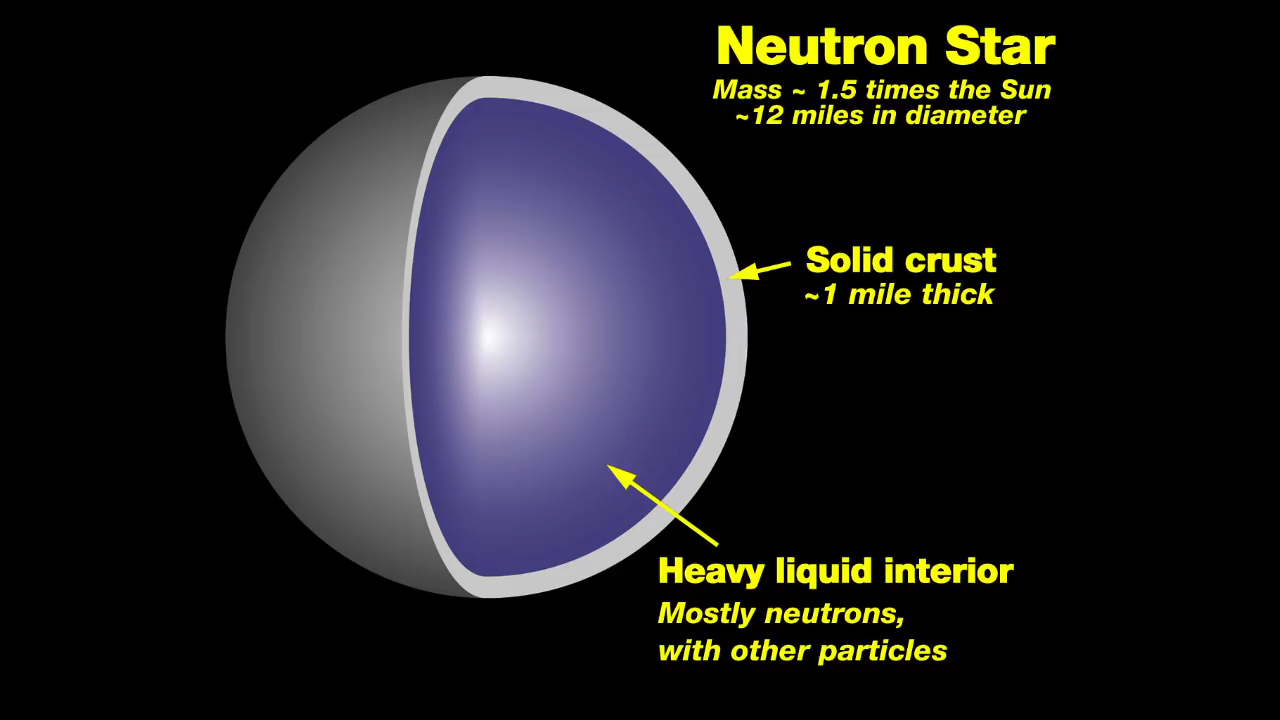 Neutron Star
Mass ~ 1.5 times the Sun
~12 miles in diameter
Solid crust
~1 mile thick
Heavy liquid interior
Mostly neutrons,
with other particles